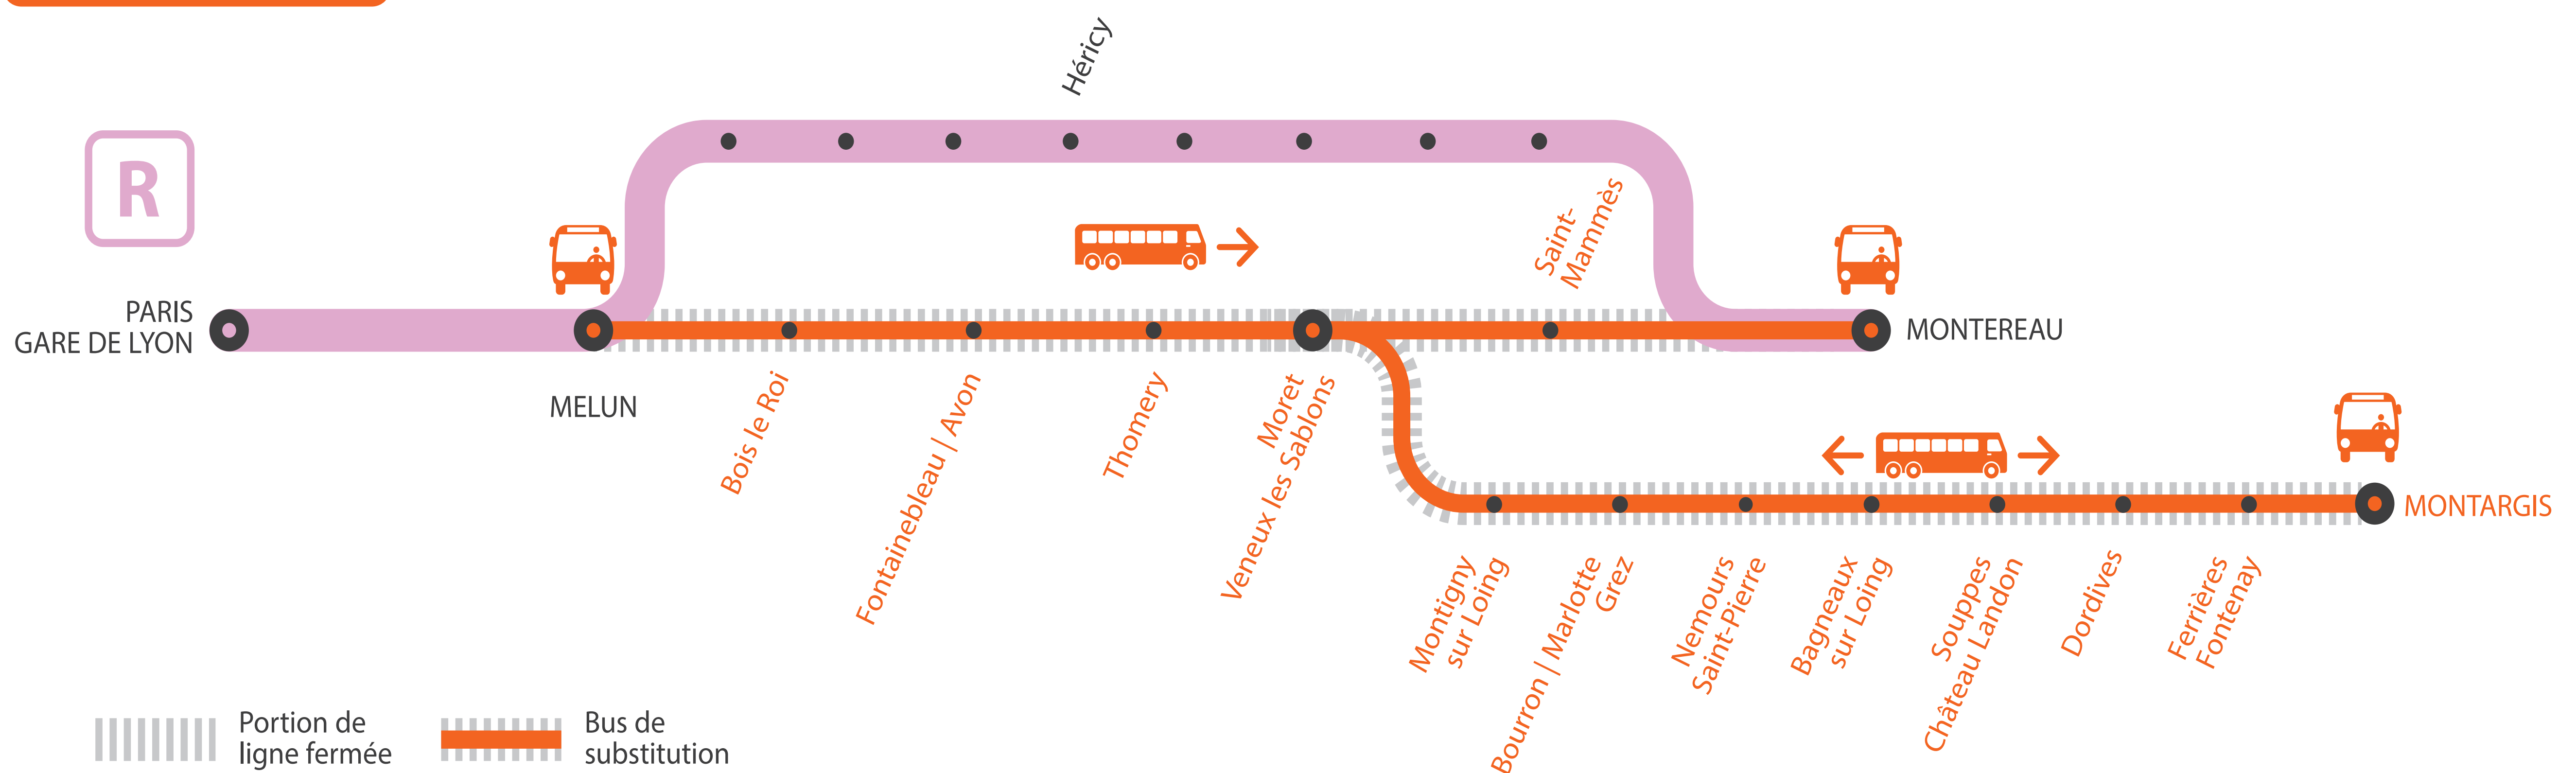 Héricy
R
Saint-
Mammès
PARIS
GARE DE LYON
MONTEREAU
MELUN
Bois le Roi
Fontainebleau | Avon
Thomery
Moret
Veneux les Sablons
MONTARGIS
Montigny
sur Loing
Bourron | Marlotte
Grez
Nemours
Saint-Pierre
Bagneaux
sur Loing
Souppes
Château Landon
Dordives
Ferrières
Fontenay
Portion de
ligne fermée
Bus de
substitution